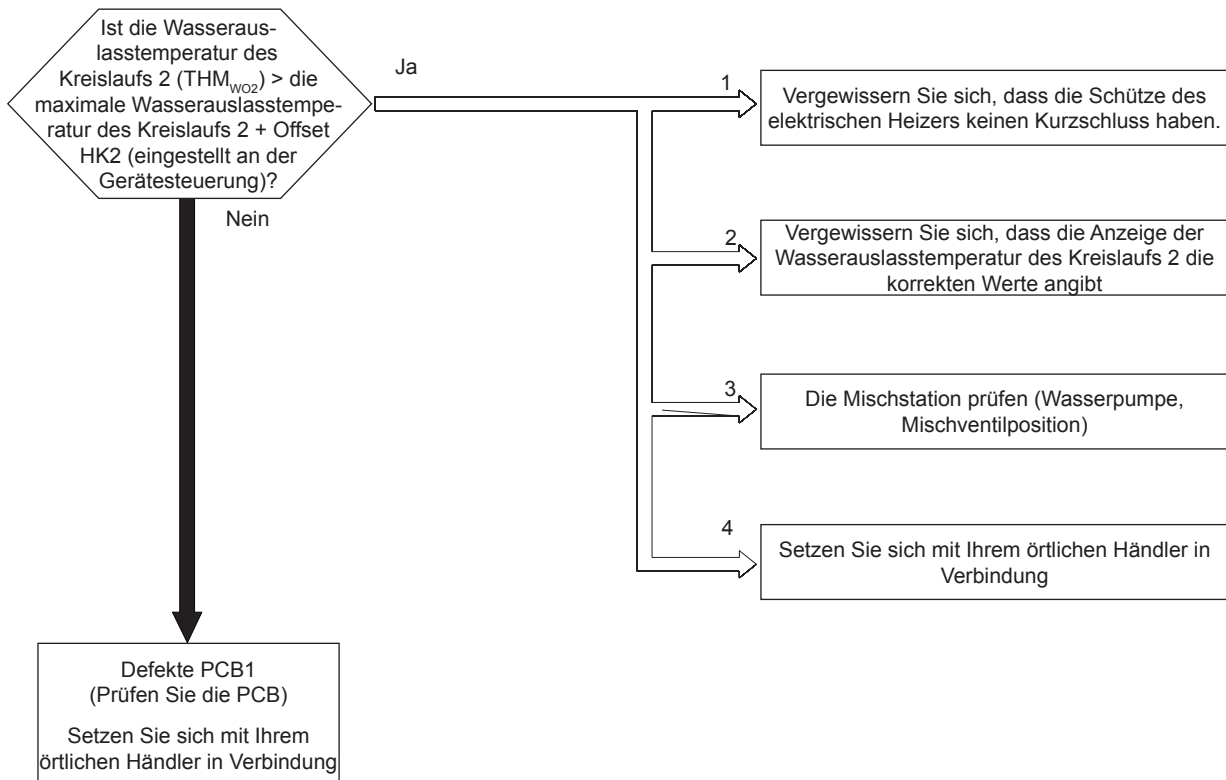 Ist die Wasseraus-
lasstemperatur des
Kreislaufs 2 (THM_WO2) > die
maximale Wasserauslasstempe-
ratur des Kreislaufs 2 + Offset
HK2 (eingestellt an der
Gerätesteuerung)?
Ja
Nein
1
Vergewissern Sie sich, dass die Schütze des
elektrischen Heizers keinen Kurzschluss haben.
2
Vergewissern Sie sich, dass die Anzeige der
Wasserauslasstemperatur des Kreislaufs 2 die
korrekten Werte angibt
3
Die Mischstation prüfen (Wasserpumpe,
Mischventilposition)
4
Setzen Sie sich mit Ihrem örtlichen Händler in
Verbindung
Defekte PCB1
(Prüfen Sie die PCB)
Setzen Sie sich mit Ihrem
örtlichen Händler in Verbindung